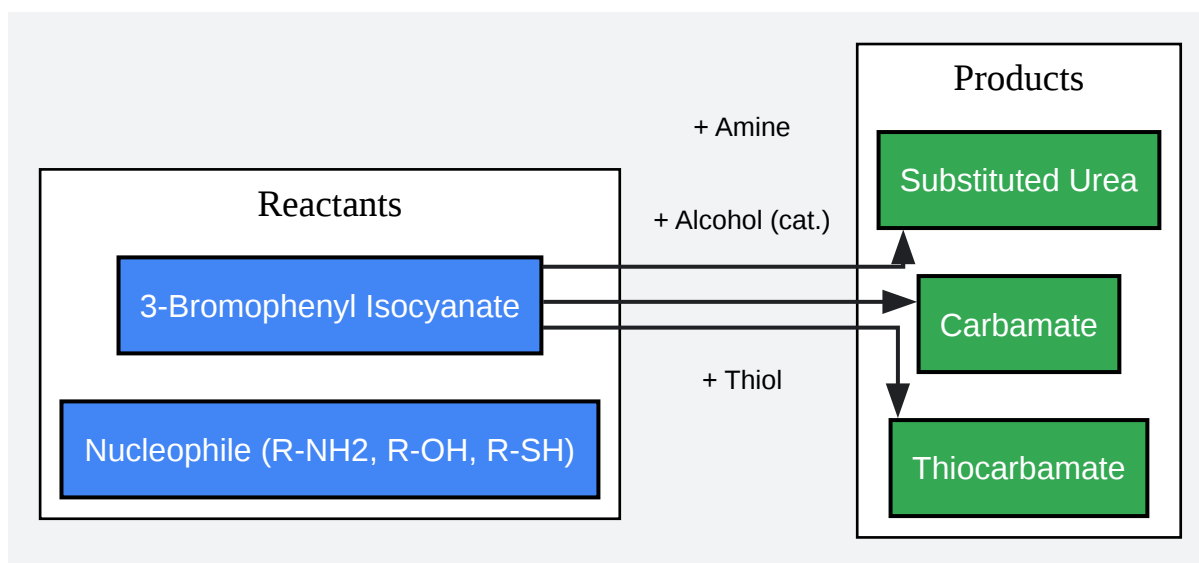 Reactants
3-Bromophenyl Isocyanate
Nucleophile (R-NH2, R-OH, R-SH)
+ Amine
+ Alcohol (cat.)
+ Thiol
Products
Substituted Urea
Carbamate
Thiocarbamate